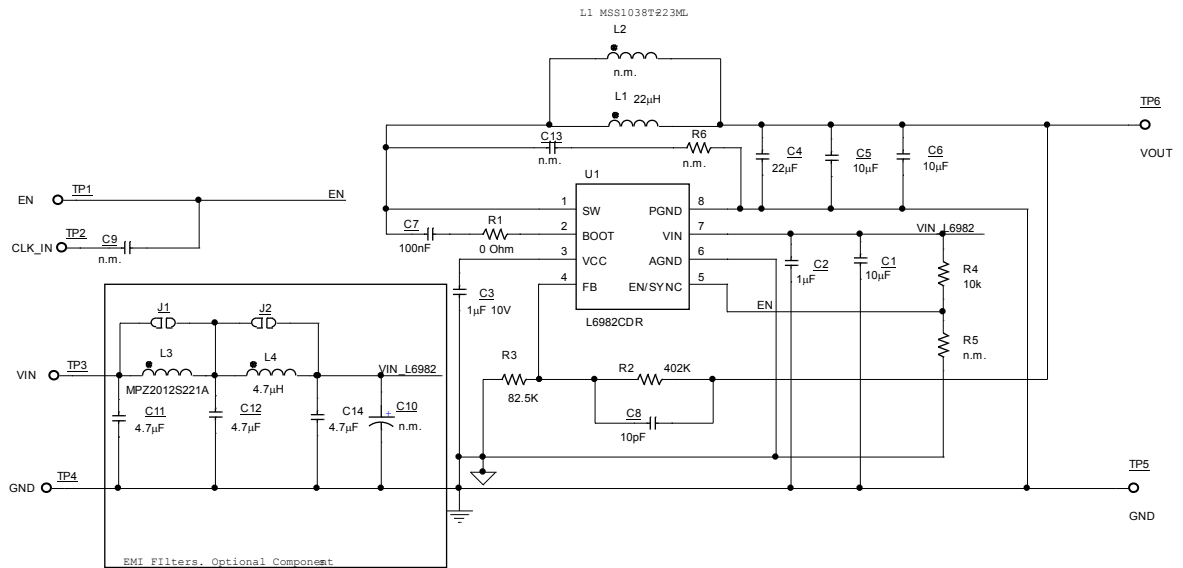 L1 MSS1038T-223ML
L2
n.m.
L1 22µH
TP6
VOUT
C13
n.m.
R6
n.m.
C4
22µF
C5
10µF
C6
10µF
U1
EN TP1 EN
CLK_IN TP2
C9
n.m.
1 SW PGND 8
2 BOOT VIN 7
3 VCC AGND 6
4 FB EN/SYNC 5
L6982CDR
C7
100nF
R1
0 Ohm
VIN_L6982
C2
1µF
C1
10µF
R4
10k
EN
R5
n.m.
C3
1µF 10V
J1
J2
VIN TP3
L3
MPZ2012S221A
L4
4.7µH
VIN_L6982
C11
4.7µF
C12
4.7µF
C14
4.7µF
C10
n.m.
+
R3
82.5K
R2 402K
C8
10pF
GND TP4
TP5
GND
EMI FIlters. Optional Component